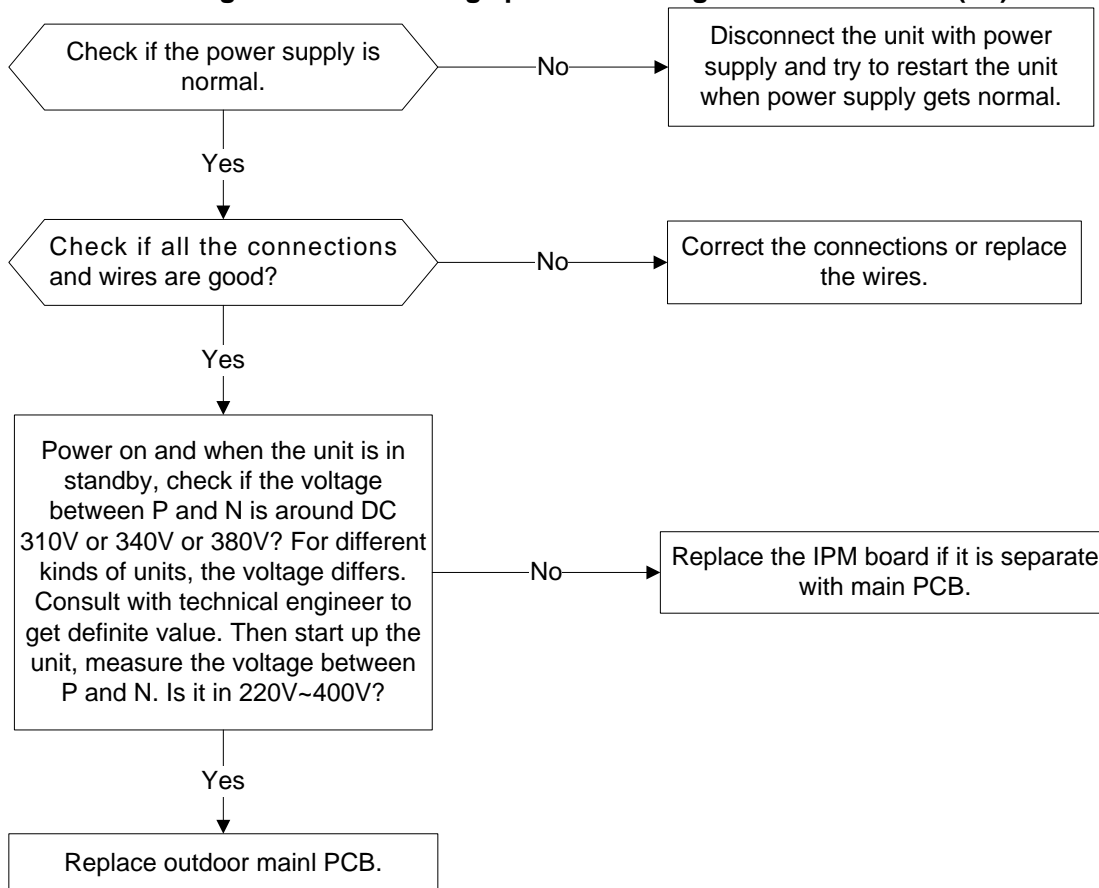 Check if the power supply is
normal.
No
Disconnect the unit with power
supply and try to restart the unit
when power supply gets normal.
Yes
Check if all the connections
and wires are good?
No
Correct the connections or replace
the wires.
Yes
Power on and when the unit is in
standby, check if the voltage
between P and N is around DC
310V or 340V or 380V? For different
kinds of units, the voltage differs.
Consult with technical engineer to
get definite value. Then start up the
unit, measure the voltage between
P and N. Is it in 220V~400V?
No
Replace the IPM board if it is separate
with main PCB.
Yes
Replace outdoor mainl PCB.